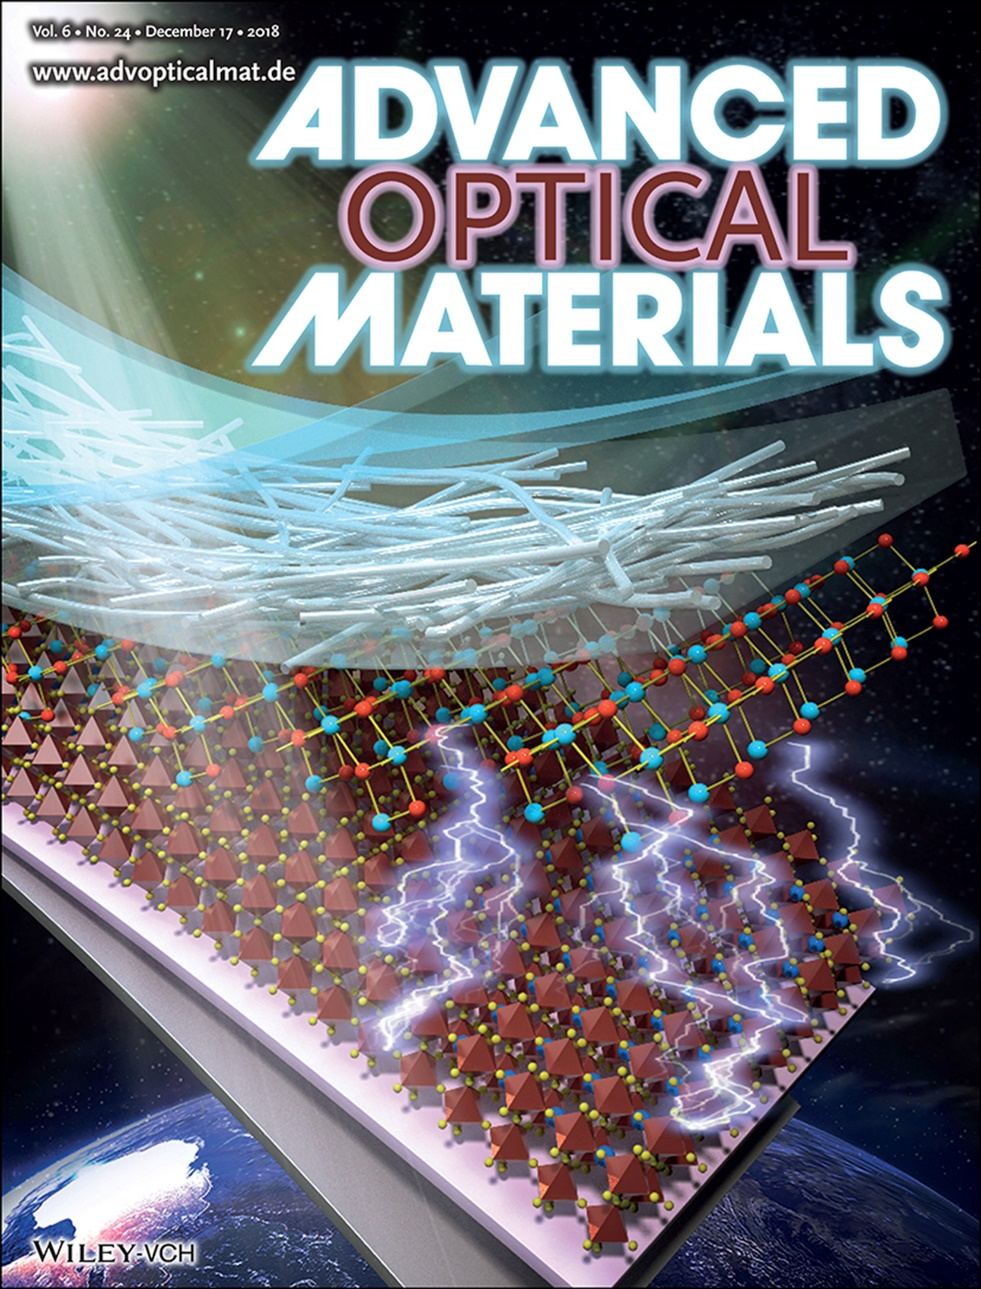 Vol. 6 • No. 24 • December 17 • 2018
www.advopticalmat.de
ADVANCED
OPTICAL
MATERIALS
WILEY-VCH